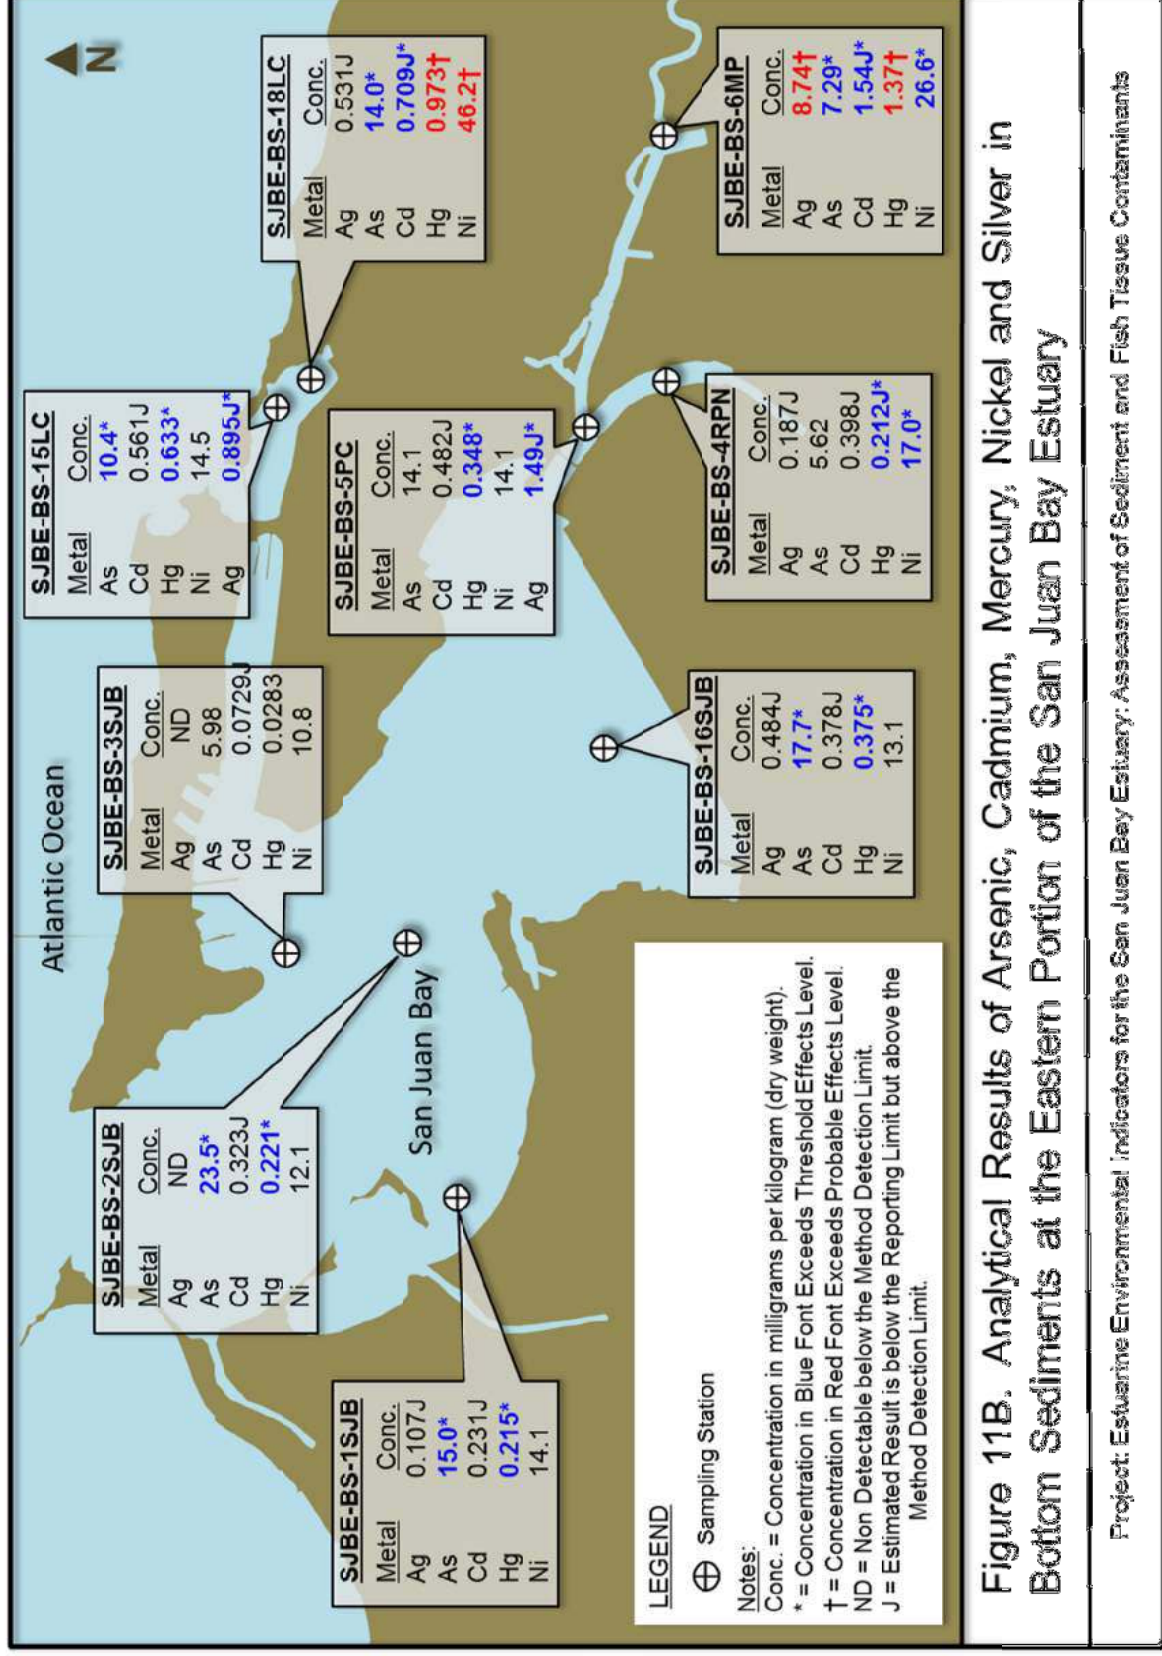 N
Atlantic Ocean
San Juan Bay
SJBE-BS-2SJB
Metal Conc.
Ag ND
As 23.5*
Cd 0.323J
Hg 0.221*
Ni 12.1
SJBE-BS-3SJB
Metal Conc.
Ag ND
As 5.98
Cd 0.0729J
Hg 0.0283
Ni 10.8
SJBE-BS-15LC
Metal Conc.
As 10.4*
Cd 0.561J
Hg 0.633*
Ni 14.5
Ag 0.895J*
SJBE-BS-18LC
Metal Conc.
Ag 0.531J
As 14.0*
Cd 0.709J*
Hg 0.973†
Ni 46.2†
SJBE-BS-1SJB
Metal Conc.
Ag 0.107J
As 15.0*
Cd 0.231J
Hg 0.215*
Ni 14.1
SJBE-BS-5PC
Metal Conc.
As 14.1
Cd 0.482J
Hg 0.348*
Ni 14.1
Ag 1.49J*
SJBE-BS-16SJB
Metal Conc.
Ag 0.484J
As 17.7*
Cd 0.378J
Hg 0.375*
Ni 13.1
SJBE-BS-4RPN
Metal Conc.
Ag 0.187J
As 5.62
Cd 0.398J
Hg 0.212J*
Ni 17.0*
SJBE-BS-6MP
Metal Conc.
Ag 8.74†
As 7.29*
Cd 1.54J*
Hg 1.37†
Ni 26.6*
LEGEND
Sampling Station
Notes:
Conc. = Concentration in milligrams per kilogram (dry weight).
* = Concentration in Blue Font Exceeds Threshold Effects Level.
† = Concentration in Red Font Exceeds Probable Effects Level.
ND = Non Detectable below the Method Detection Limit.
J = Estimated Result is below the Reporting Limit but above the
Method Detection Limit.
Figure 11B. Analytical Results of Arsenic, Cadmium, Mercury, Nickel and Silver in
Bottom Sediments at the Eastern Portion of the San Juan Bay Estuary
Project: Estuarine Environmental Indicators for the San Juan Bay Estuary: Assessment of Sediment and Fish Tissue Contaminants